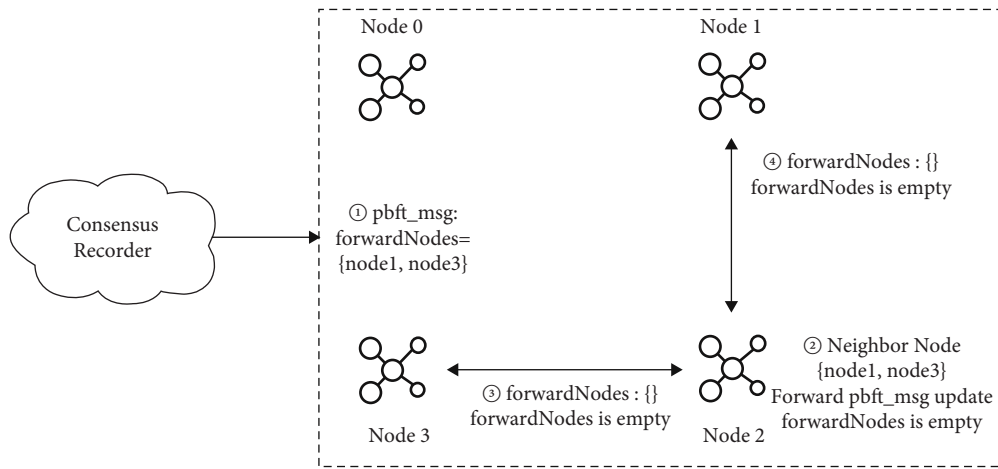 Node 0
Node 1
④ forwardNodes : {}
forwardNodes is empty
Consensus
Recorder
① pbft_msg:
forwardNodes=
{node1, node3}
② Neighbor Node
{node1, node3}
Forward pbft_msg update
forwardNodes is empty
③ forwardNodes : {}
forwardNodes is empty
Node 3
Node 2